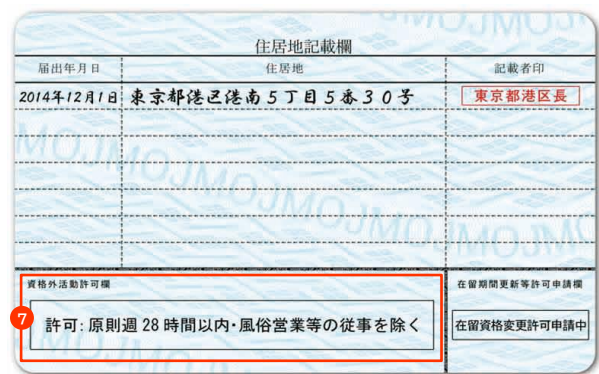 住居地記載欄
届出年月日 住居地 記載者印
2014年12月1日 東京都港区港南5丁目5番30号 東京都港区長
資格外活動許可欄 在留期間更新等許可申請欄
7 許可:原則週28時間以内・風俗営業等の従事を除く 在留資格変更許可申請中
MOJMOJMOJMOJMOJMO